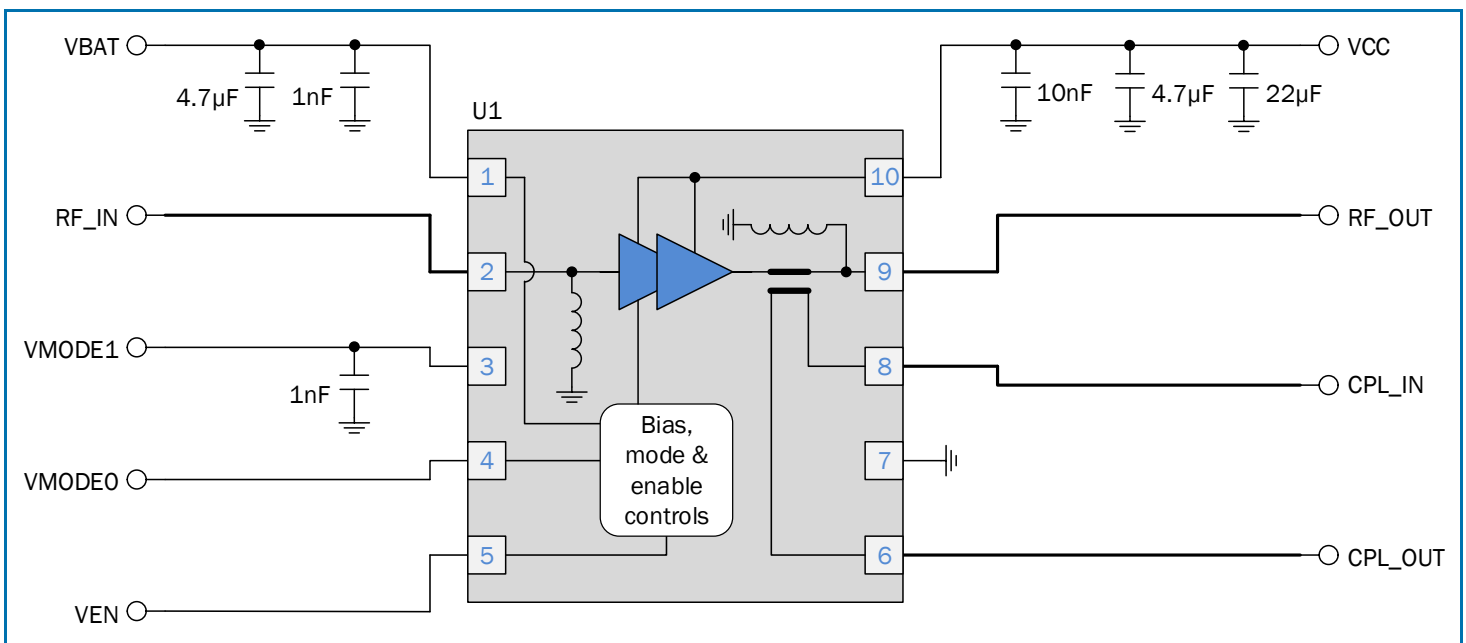 VBAT
4.7µF
1nF
VCC
10nF
4.7µF
22µF
U1
1
10
RF_IN
RF_OUT
2
9
VMODE1
1nF
3
8
CPL_IN
Bias,
mode &
enable
controls
VMODE0
4
7
5
6
CPL_OUT
VEN